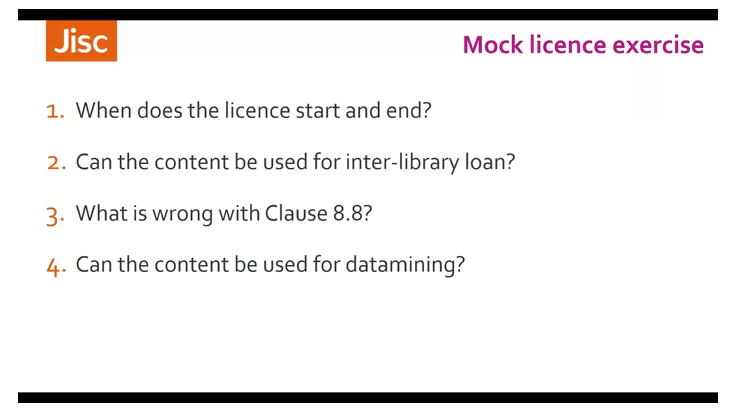 Jisc
Mock licence exercise
1. When does the licence start and end?
2. Can the content be used for inter-library loan?
3. What is wrong with Clause 8.8?
4. Can the content be used for datamining?